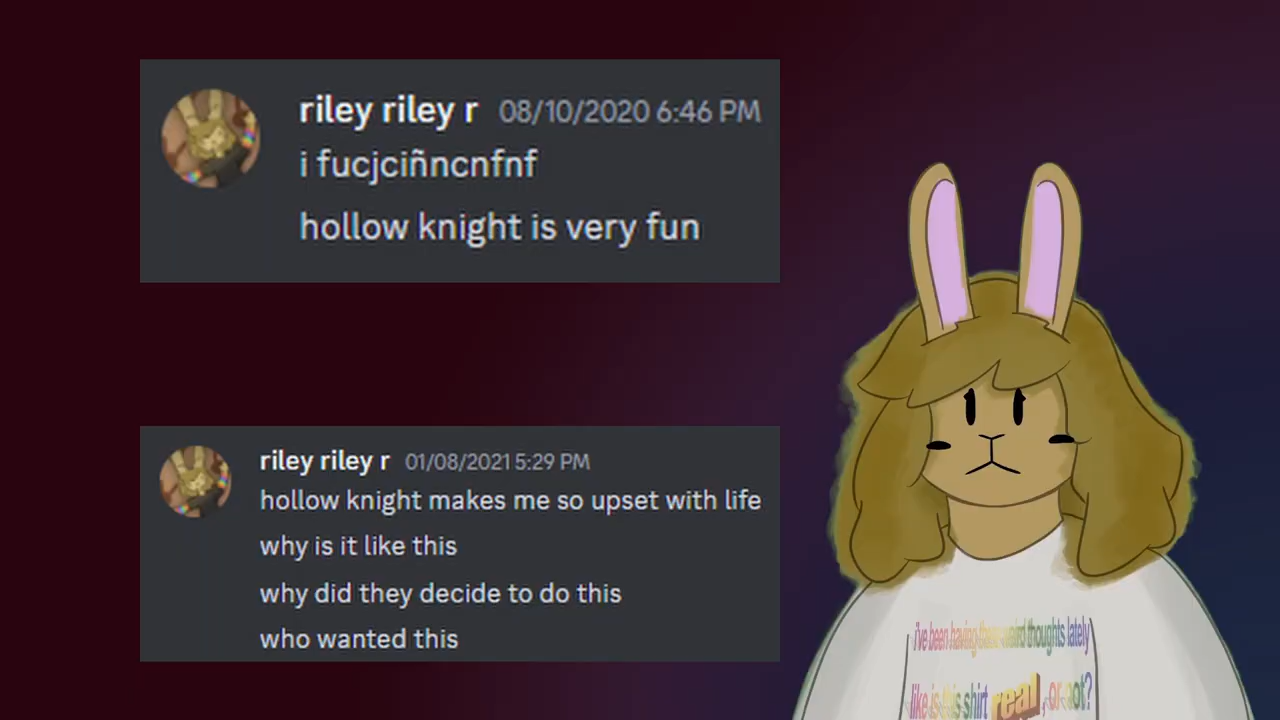 riley riley r 08/10/2020 6:46 PM
i fucjciñncnfnf
hollow knight is very fun
riley riley r 01/08/2021 5:29 PM
hollow knight makes me so upset with life
why is it like this
why did they decide to do this
who wanted this
i've been having these weird thoughts lately
like is this shirt real, or not?